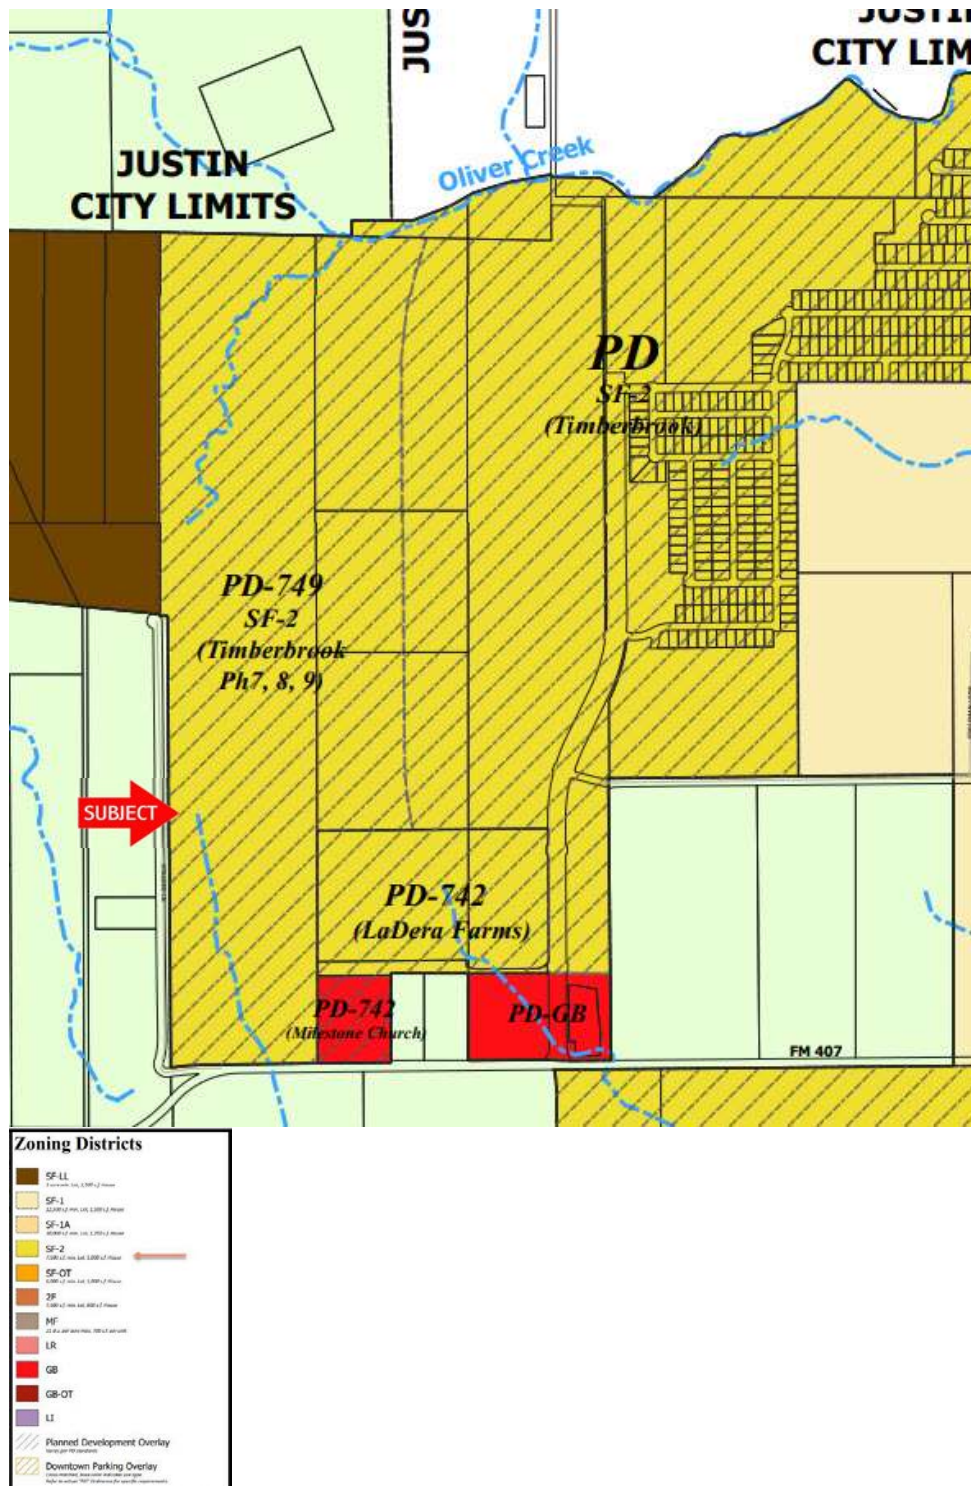 JUS
JUSTI
CITY LIM
JUSTIN
CITY LIMITS
Oliver Creek
PD
SF-2
(Timberbrook)
PD-749
SF-2
(Timberbrook
Ph7, 8, 9)
SUBJECT
PD-742
(LaDera Farms)
PD-742
(Milestone Church)
PD-GB
FM 407
Zoning Districts
SF-LL
SF-1
SF-1A
SF-2
SF-OT
2F
MF
LR
GB
GB-OT
LI
Planned Development Overlay
Downtown Parking Overlay